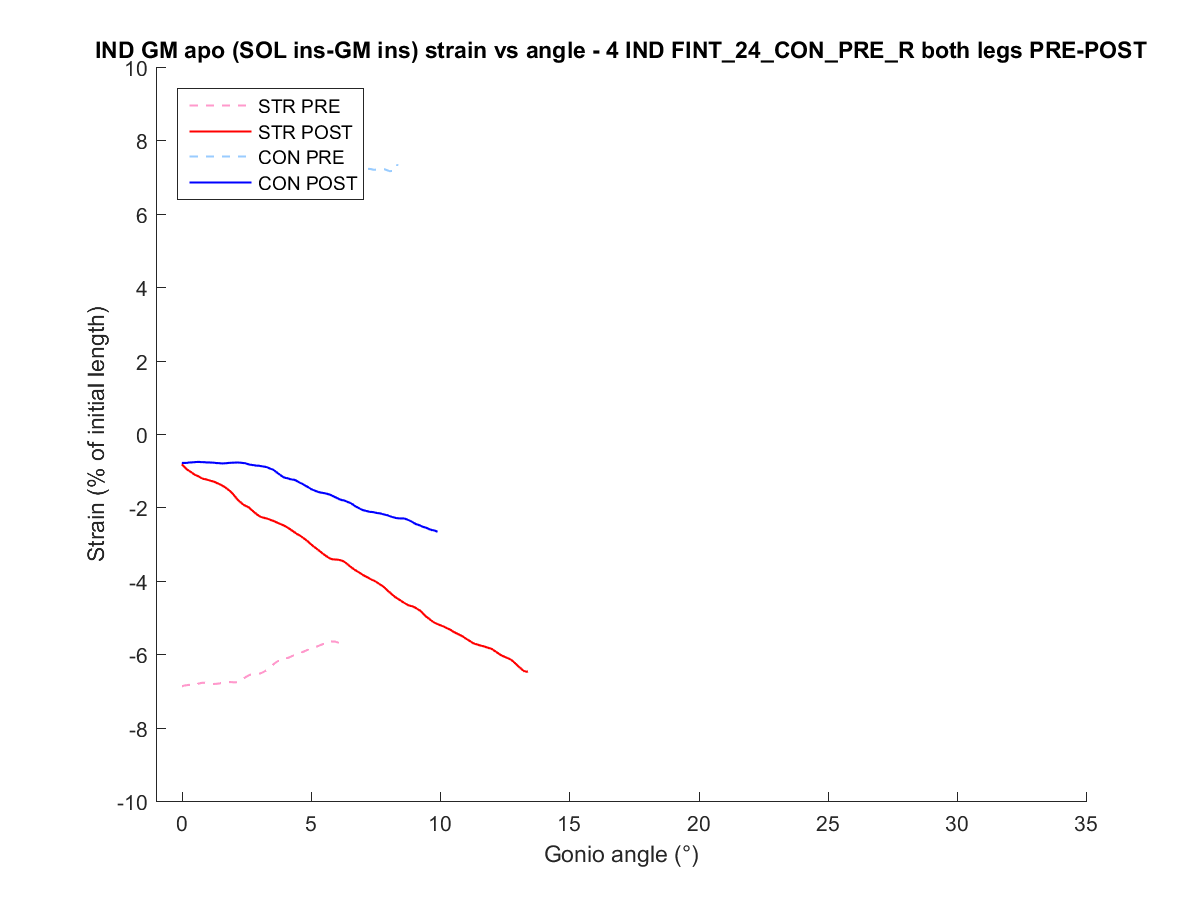 IND GM apo (SOL ins-GM ins) strain vs angle - 4 IND FINT_24_CON_PRE_R both legs PRE-POST
10
8
6
4
2
0
-2
-4
-6
-8
-10
Strain (% of initial length)
STR PRE
STR POST
CON PRE
CON POST
0 5 10 15 20 25 30 35
Gonio angle (°)